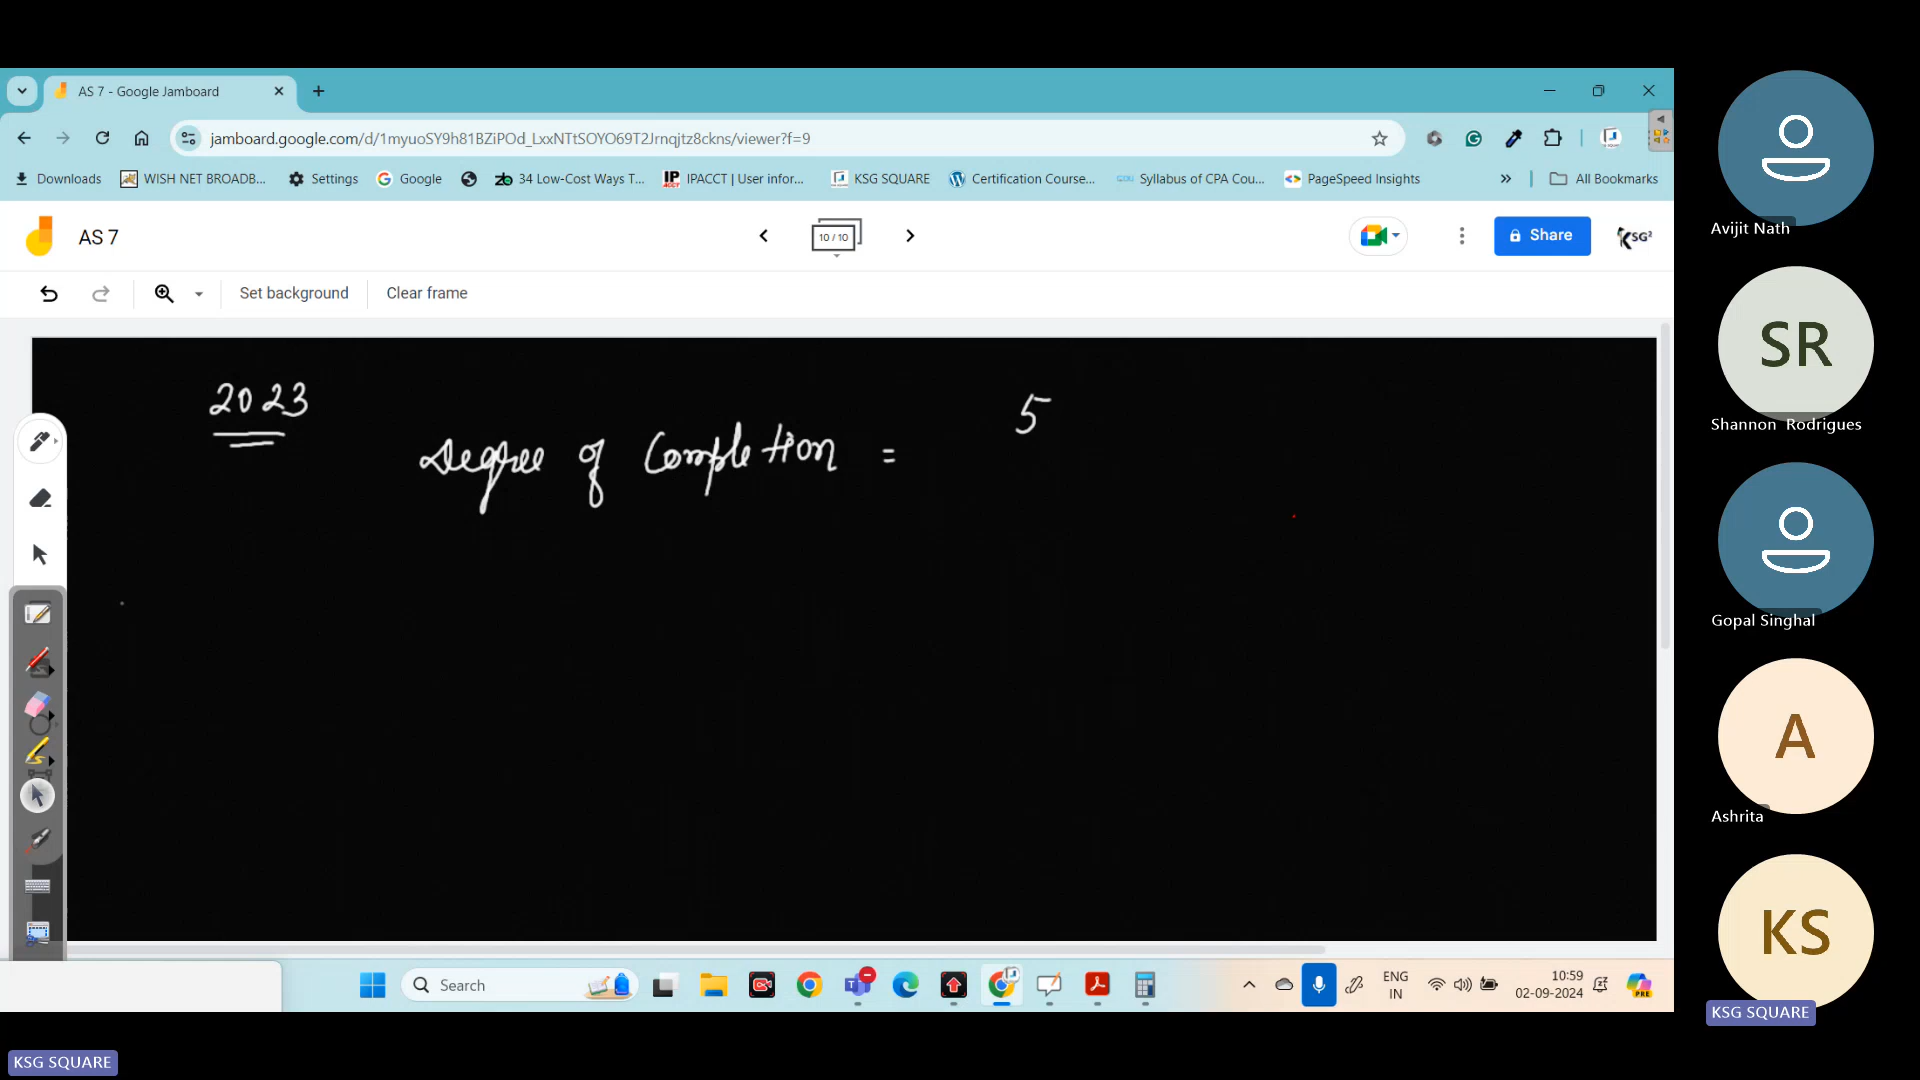 AS 7 - Google Jamboard
jamboard.google.com/d/1myuoSY9h81BZiPOd_LxxNTtSOYO69T2Jrnqjtz8ckns/viewer?f=9
Downloads WISH NET BROADB... Settings Google 34 Low-Cost Ways T... IPACCT | User infor... KSG SQUARE Certification Course... Syllabus of CPA Cou... PageSpeed Insights » All Bookmarks
AS 7 10 / 10 Share KSG²
Set background Clear frame
2023
5
Degree of Completion =
Avijit Nath
SR
Shannon Rodrigues
Gopal Singhal
A
Ashrita
KS
KSG SQUARE
Search
ENG
IN
10:59
02-09-2024
KSG SQUARE